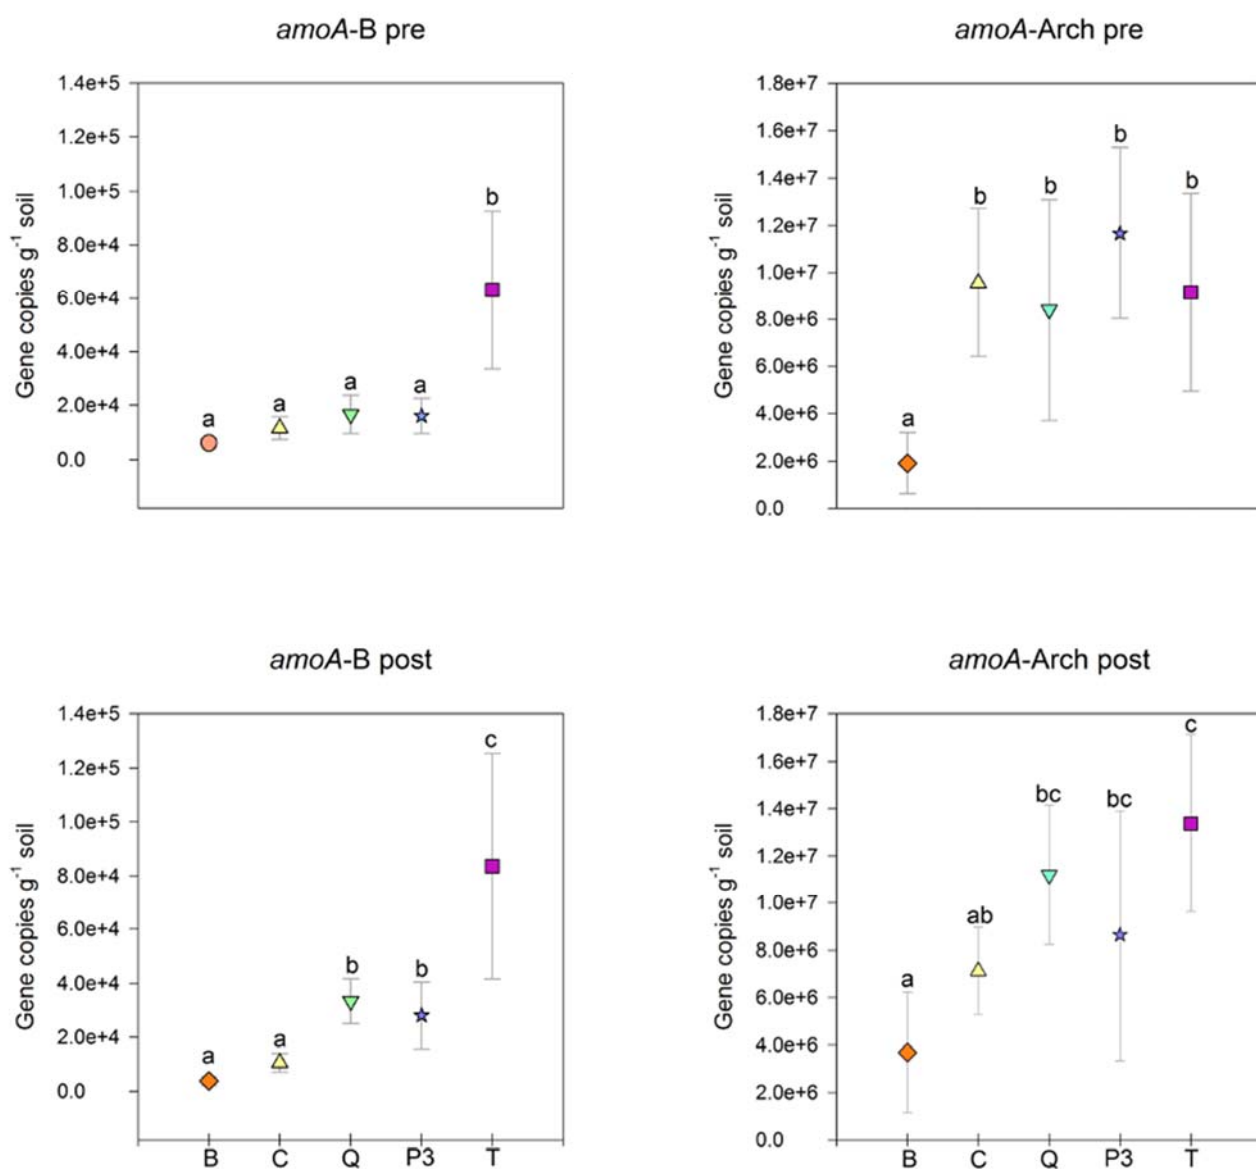 amoA-B pre
1.4e+5
1.2e+5
1.0e+5
8.0e+4
6.0e+4
4.0e+4
2.0e+4
0.0
Gene copies g-1 soil
a
a
a
a
b
amoA-Arch pre
1.8e+7
1.6e+7
1.4e+7
1.2e+7
1.0e+7
8.0e+6
6.0e+6
4.0e+6
2.0e+6
0.0
Gene copies g-1 soil
a
b
b
b
b
amoA-B post
1.4e+5
1.2e+5
1.0e+5
8.0e+4
6.0e+4
4.0e+4
2.0e+4
0.0
Gene copies g-1 soil
a
a
b
b
c
B C Q P3 T
amoA-Arch post
1.8e+7
1.6e+7
1.4e+7
1.2e+7
1.0e+7
8.0e+6
6.0e+6
4.0e+6
2.0e+6
0.0
Gene copies g-1 soil
a
ab
bc
bc
c
B C Q P3 T